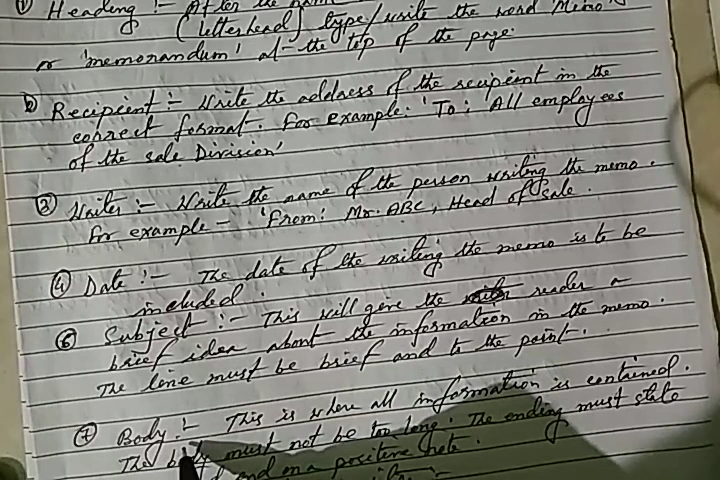 ① Heading :- After the name
(letterhead) type/write the word 'Memo'
or 'memorandum' at the top of the page.
② Recipient :- Write the address of the recipient in the
correct format. For example: 'To: All employees
of the sale Division'
③ Writer :- Write the name of the person writing the memo.
for example - 'From: Mr. ABC, Head of Sale.
④ Date :- The date of the writing the memo is to be
included.
⑥ Subject :- This will give the reader a
brief idea about the information in the memo.
The line must be brief and to the point.
⑦ Body :- This is where all information is contained.
The body must not be too long. The ending must state
and on a positive note.